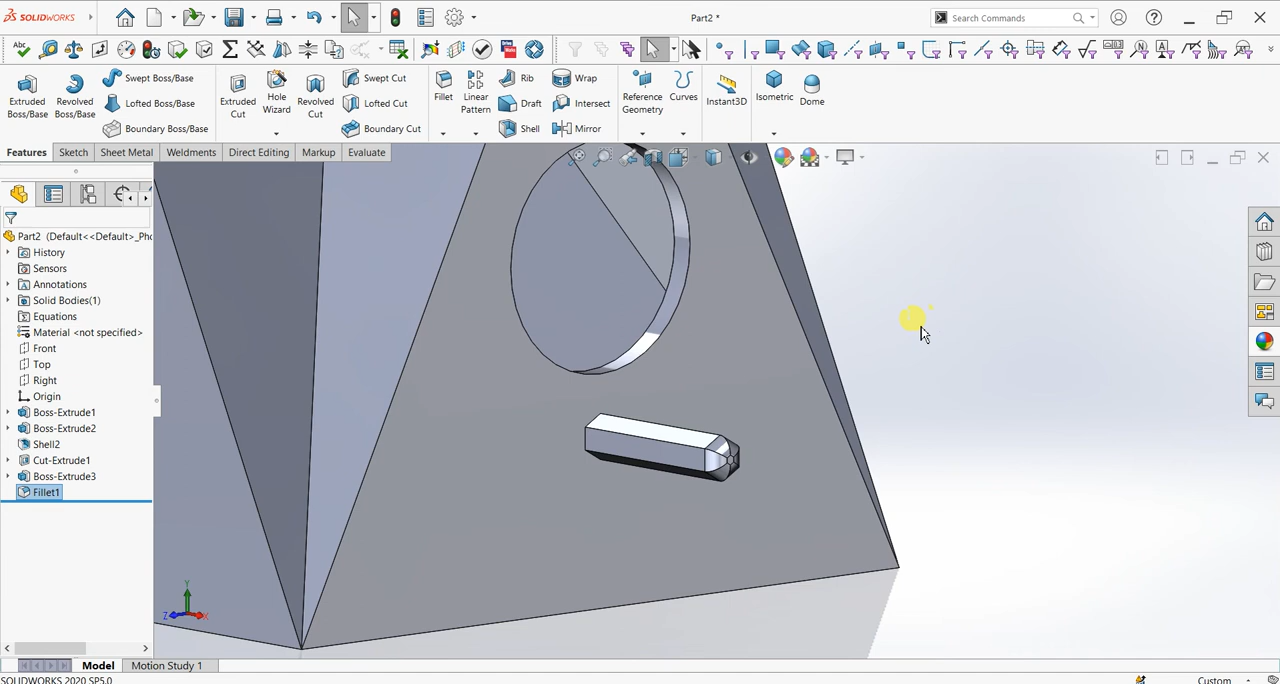 SOLIDWORKS
Part2 *
Search Commands
Extruded Boss/Base
Revolved Boss/Base
Swept Boss/Base
Lofted Boss/Base
Boundary Boss/Base
Extruded Cut
Hole Wizard
Revolved Cut
Swept Cut
Lofted Cut
Boundary Cut
Fillet
Linear Pattern
Rib
Draft
Shell
Wrap
Intersect
Mirror
Reference Geometry
Curves
Instant3D
Isometric
Dome
Features
Sketch
Sheet Metal
Weldments
Direct Editing
Markup
Evaluate
Part2 (Default<<Default>_Pho
History
Sensors
Annotations
Solid Bodies(1)
Equations
Material <not specified>
Front
Top
Right
Origin
Boss-Extrude1
Boss-Extrude2
Shell2
Cut-Extrude1
Boss-Extrude3
Fillet1
Y
Z
X
Model
Motion Study 1
SOLIDWORKS 2020 SP5.0
Custom